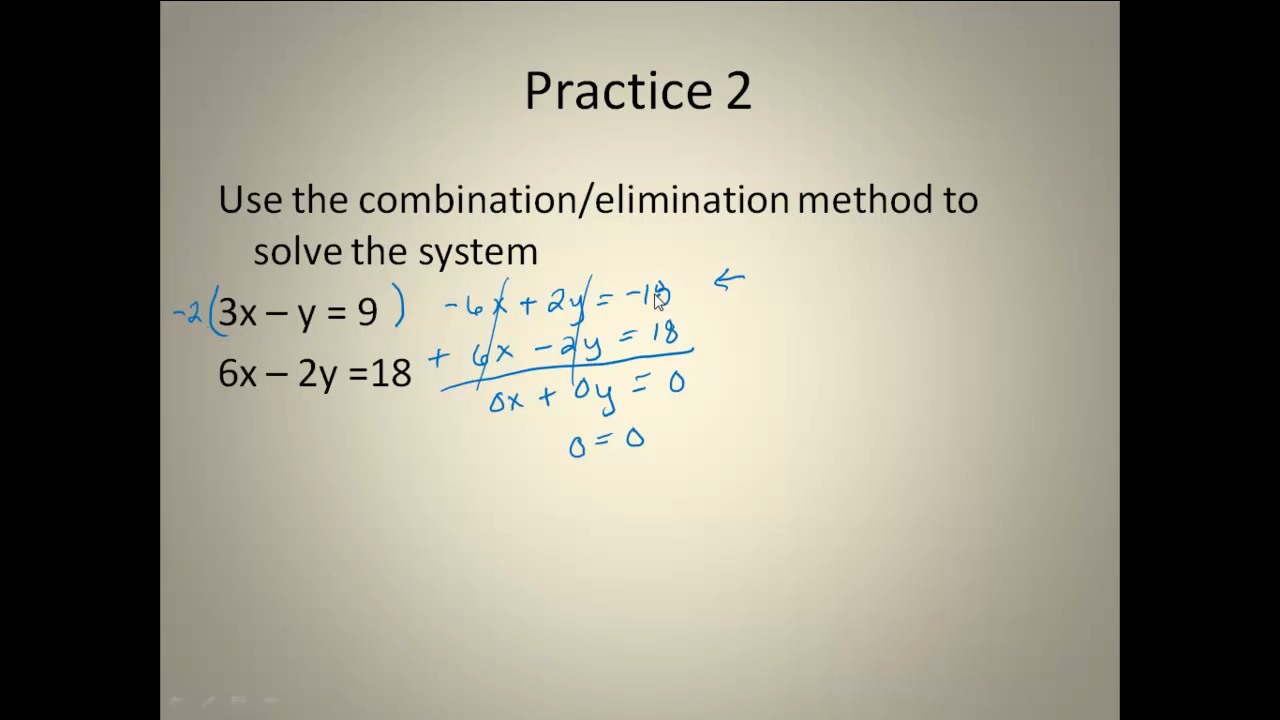 Practice 2
Use the combination/elimination method to
solve the system
-2(3x – y = 9) -6x + 2y = -18 ←
6x – 2y =18 + 6x - 2y = 18
0x + 0y = 0
0 = 0